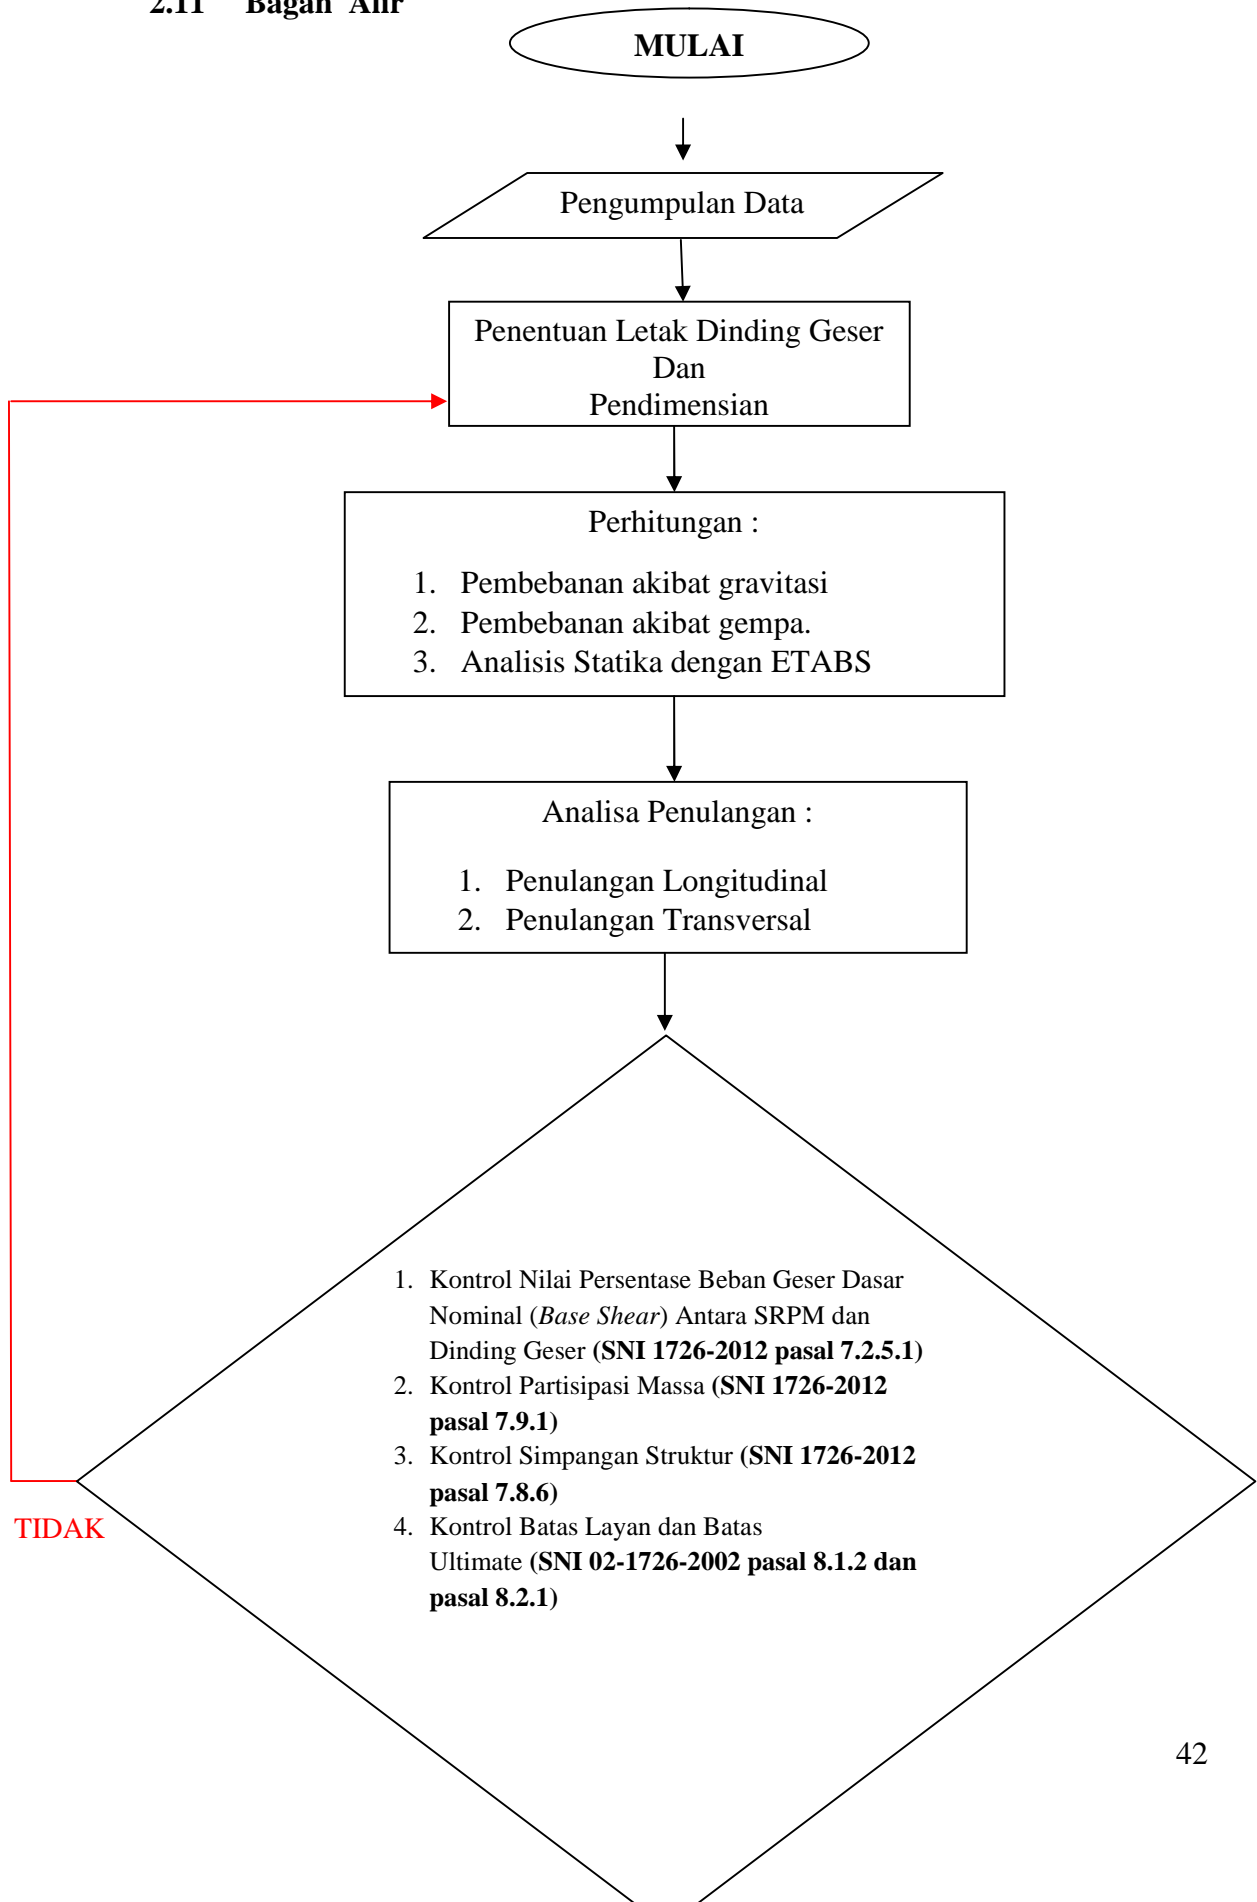 2.11 Bagan Alir
MULAI
Pengumpulan Data
Penentuan Letak Dinding Geser
Dan
Pendimensian
Perhitungan :
1. Pembebanan akibat gravitasi
2. Pembebanan akibat gempa.
3. Analisis Statika dengan ETABS
Analisa Penulangan :
1. Penulangan Longitudinal
2. Penulangan Transversal
1. Kontrol Nilai Persentase Beban Geser Dasar
Nominal (Base Shear) Antara SRPM dan
Dinding Geser (SNI 1726-2012 pasal 7.2.5.1)
2. Kontrol Partisipasi Massa (SNI 1726-2012
pasal 7.9.1)
3. Kontrol Simpangan Struktur (SNI 1726-2012
pasal 7.8.6)
4. Kontrol Batas Layan dan Batas
Ultimate (SNI 02-1726-2002 pasal 8.1.2 dan
pasal 8.2.1)
TIDAK
42